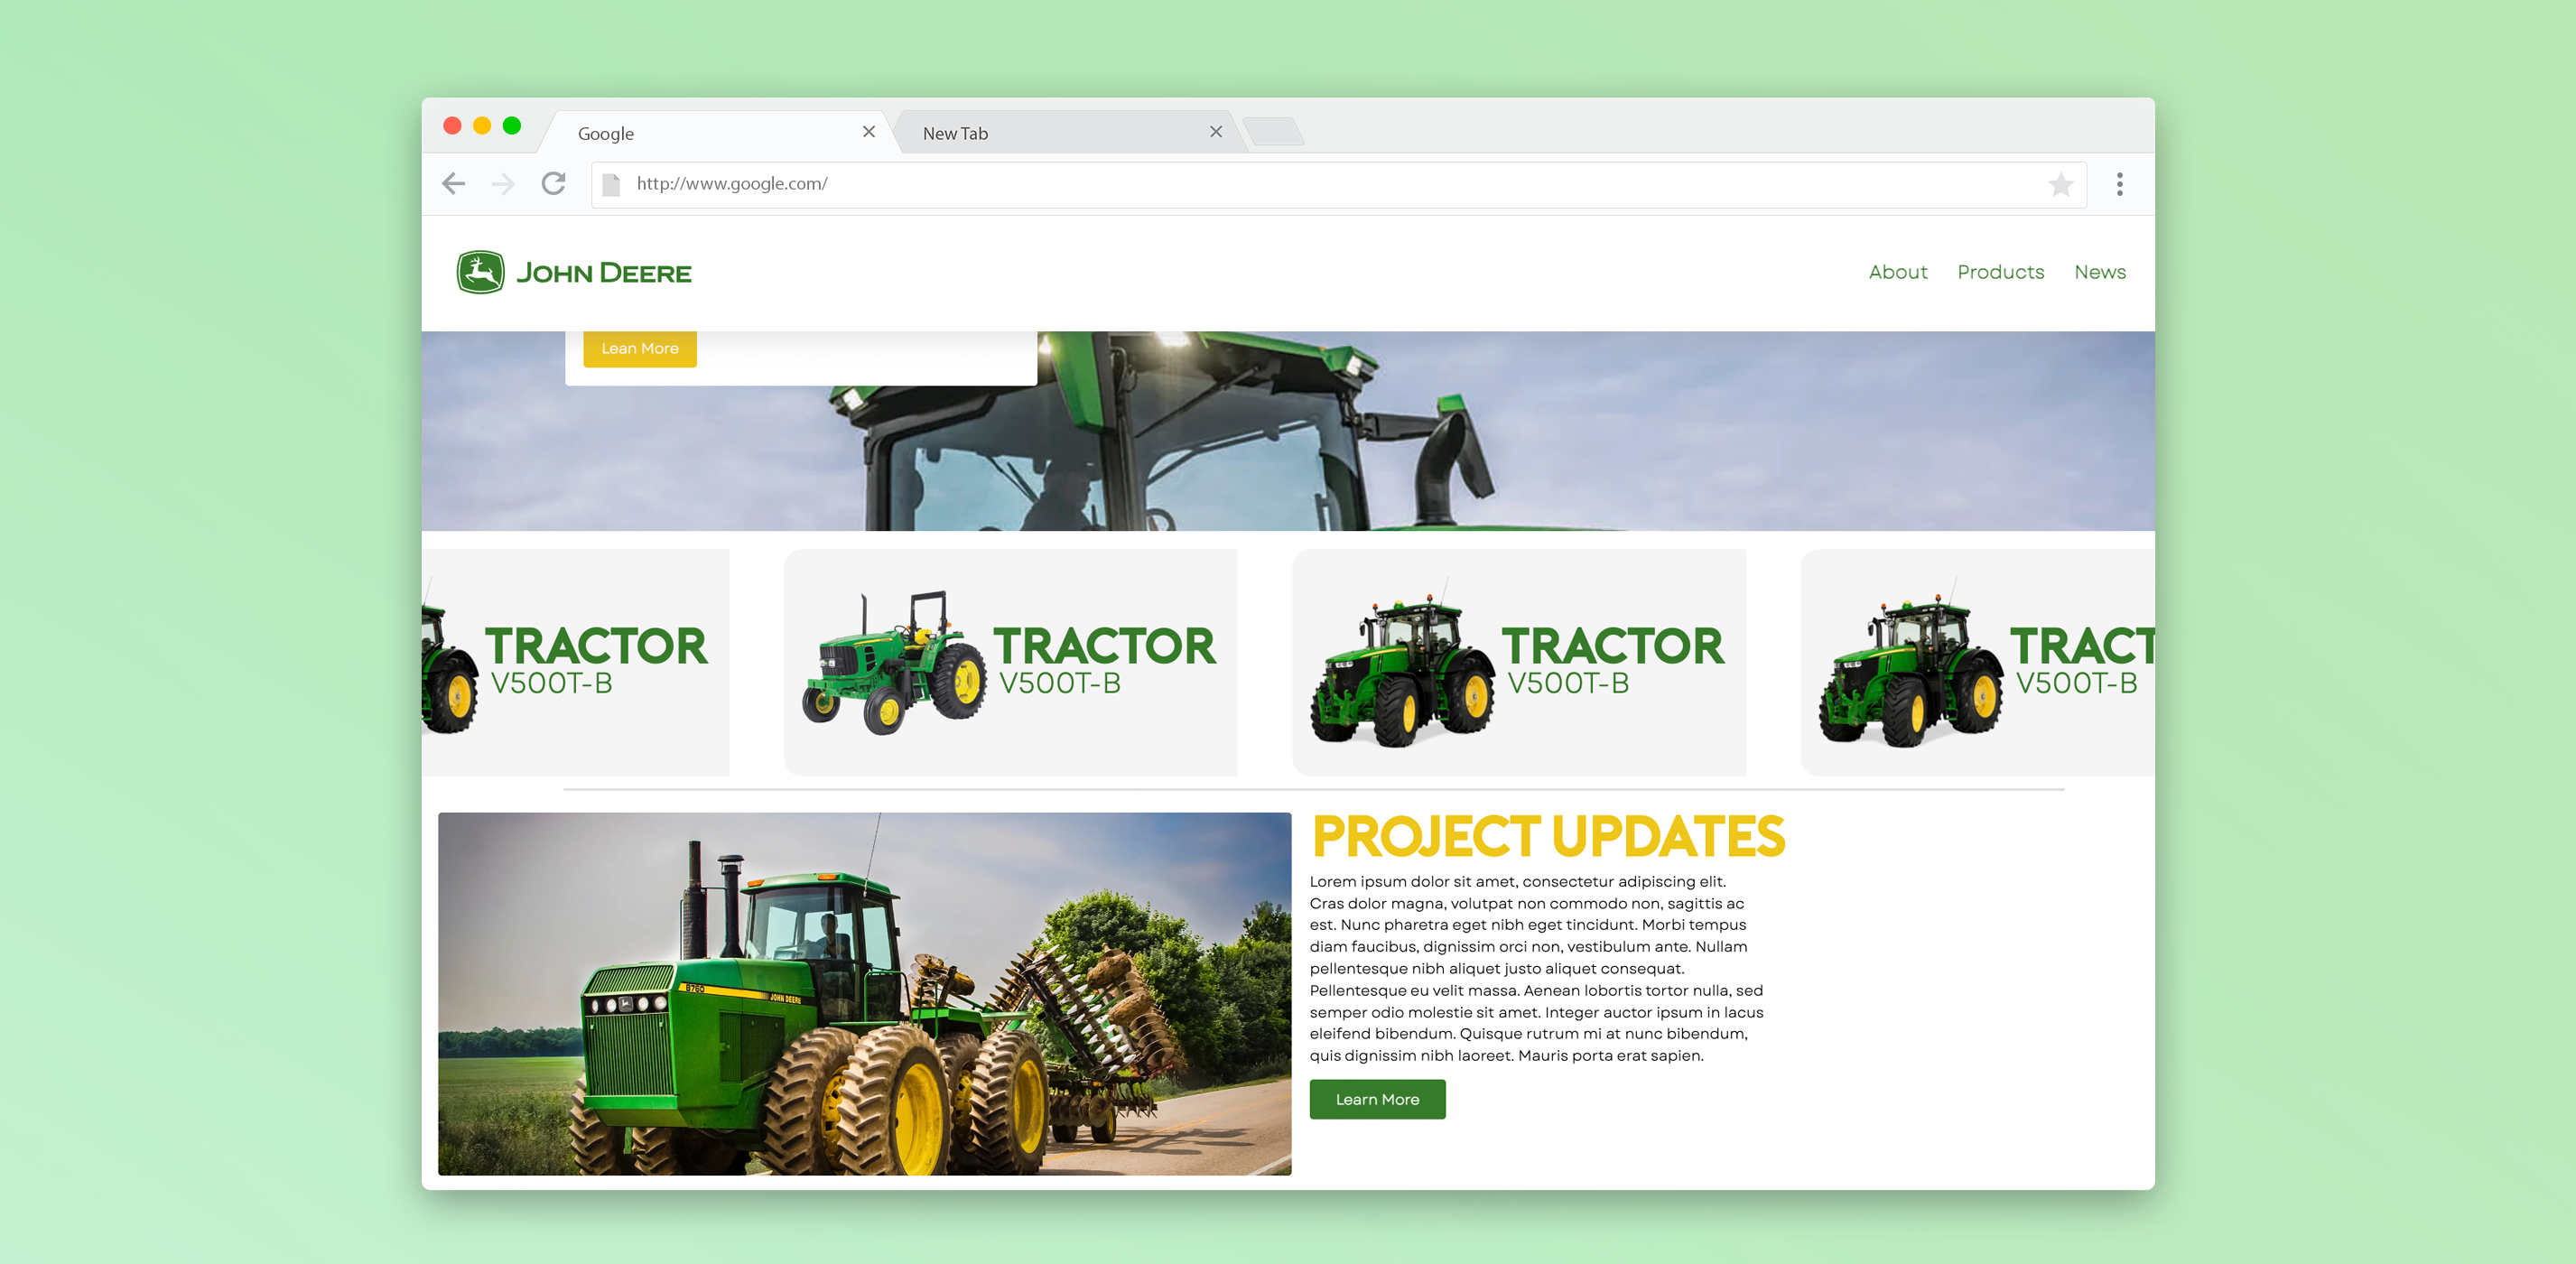 Google
New Tab
http://www.google.com/
JOHN DEERE
About Products News
Lean More
TRACTOR
V500T-B
TRACTOR
V500T-B
TRACTOR
V500T-B
TRACT
V500T-B
PROJECT UPDATES
Lorem ipsum dolor sit amet, consectetur adipiscing elit.
Cras dolor magna, volutpat non commodo non, sagittis ac
est. Nunc pharetra eget nibh eget tincidunt. Morbi tempus
diam faucibus, dignissim orci non, vestibulum ante. Nullam
pellentesque nibh aliquet justo aliquet consequat.
Pellentesque eu velit massa. Aenean lobortis tortor nulla, sed
semper odio molestie sit amet. Integer auctor ipsum in lacus
eleifend bibendum. Quisque rutrum mi at nunc bibendum,
quis dignissim nibh laoreet. Mauris porta erat sapien.
Learn More
8760
JOHN DEERE